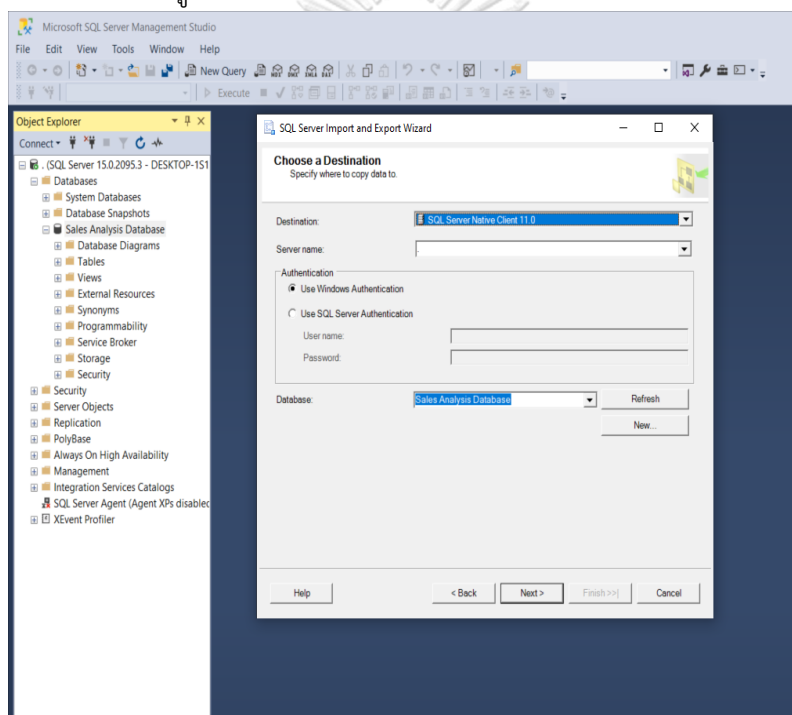 Microsoft SQL Server Management Studio
File Edit View Tools Window Help
New Query MDX DMX XMLA DAX
Execute
Object Explorer
Connect
. (SQL Server 15.0.2095.3 - DESKTOP-1S1
Databases
System Databases
Database Snapshots
Sales Analysis Database
Database Diagrams
Tables
Views
External Resources
Synonyms
Programmability
Service Broker
Storage
Security
Security
Server Objects
Replication
PolyBase
Always On High Availability
Management
Integration Services Catalogs
SQL Server Agent (Agent XPs disabled
XEvent Profiler
SQL Server Import and Export Wizard
Choose a Destination
Specify where to copy data to.
Destination: SQL Server Native Client 11.0
Server name: .
Authentication
Use Windows Authentication
Use SQL Server Authentication
User name:
Password:
Database: Sales Analysis Database Refresh
New...
Help < Back Next > Finish >>| Cancel